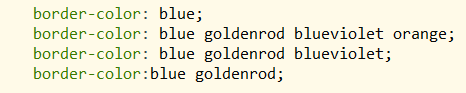 border-color: blue;
border-color: blue goldenrod blueviolet orange;
border-color: blue goldenrod blueviolet;
border-color:blue goldenrod;